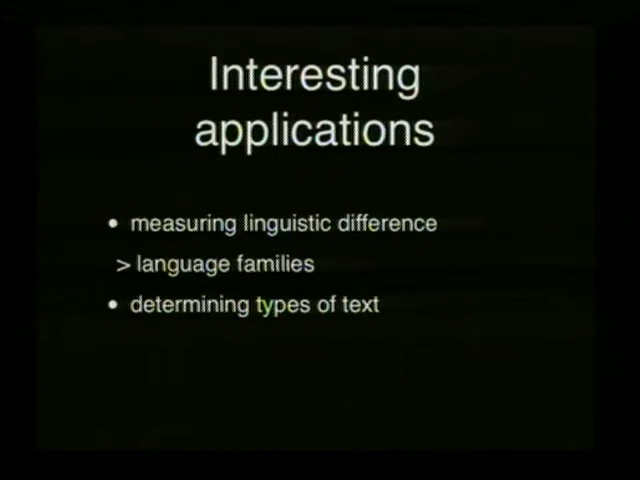 Interesting
applications
• measuring linguistic difference
> language families
• determining types of text